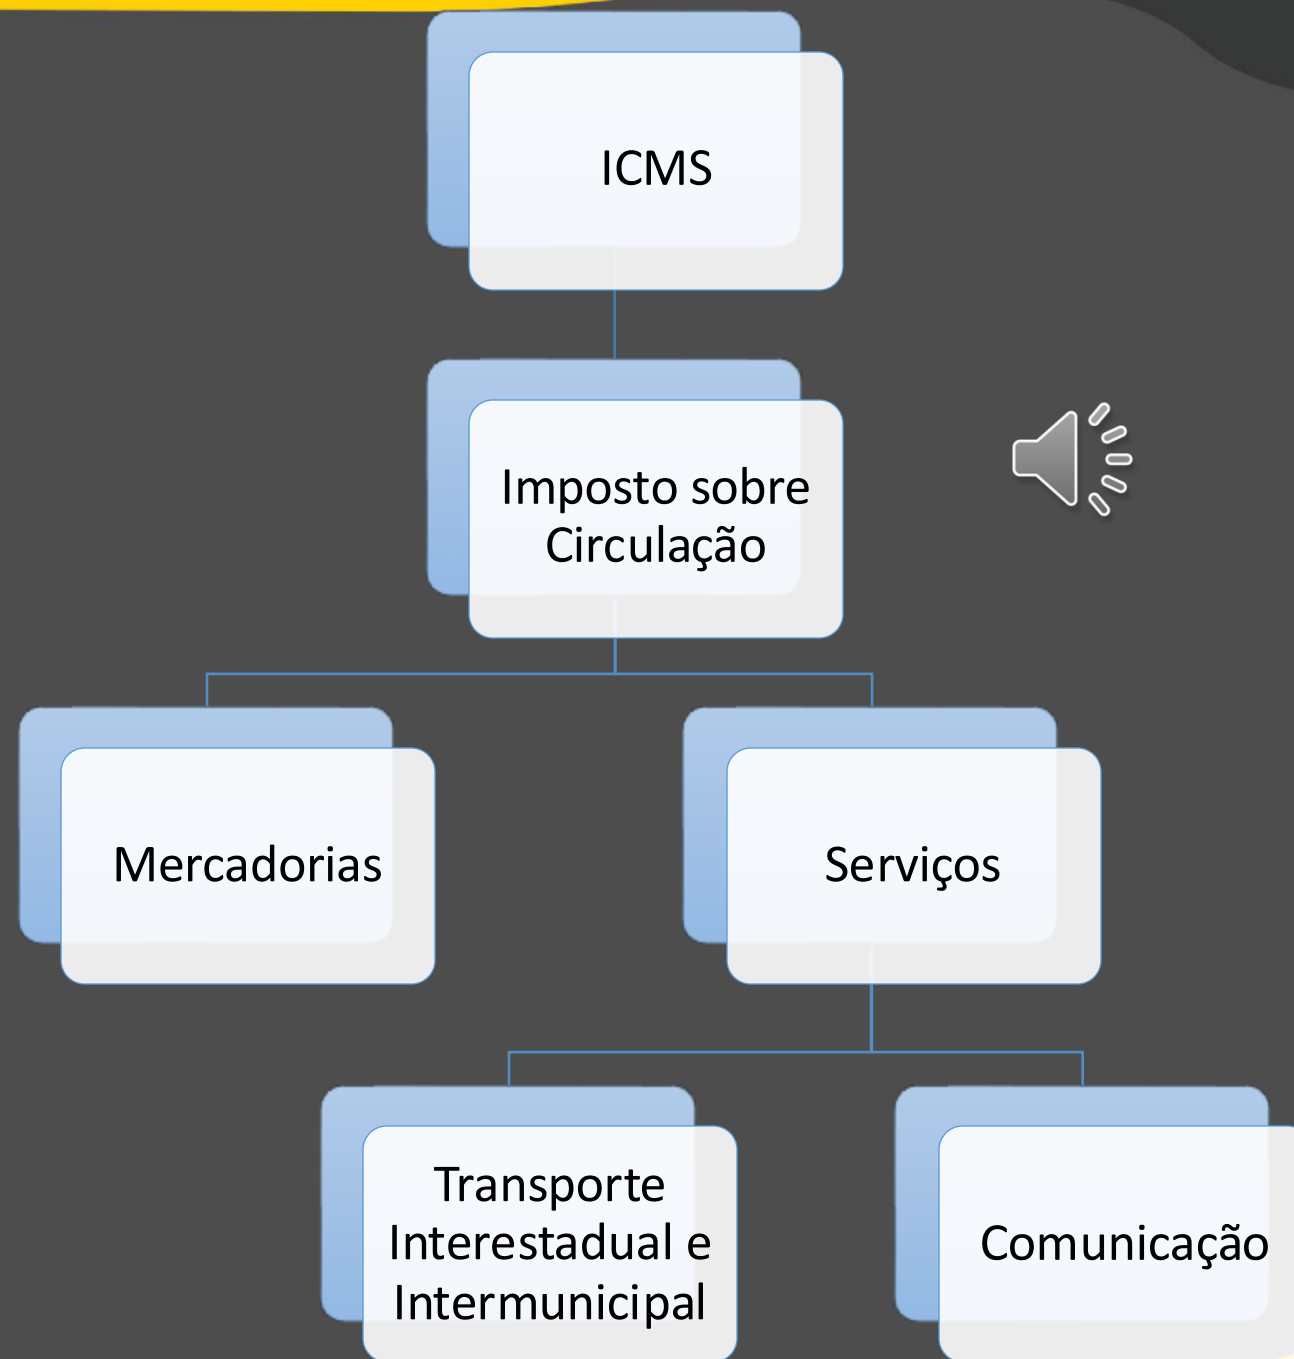 ICMS
Imposto sobre
Circulação
Mercadorias
Serviços
Transporte
Interestadual e
Intermunicipal
Comunicação